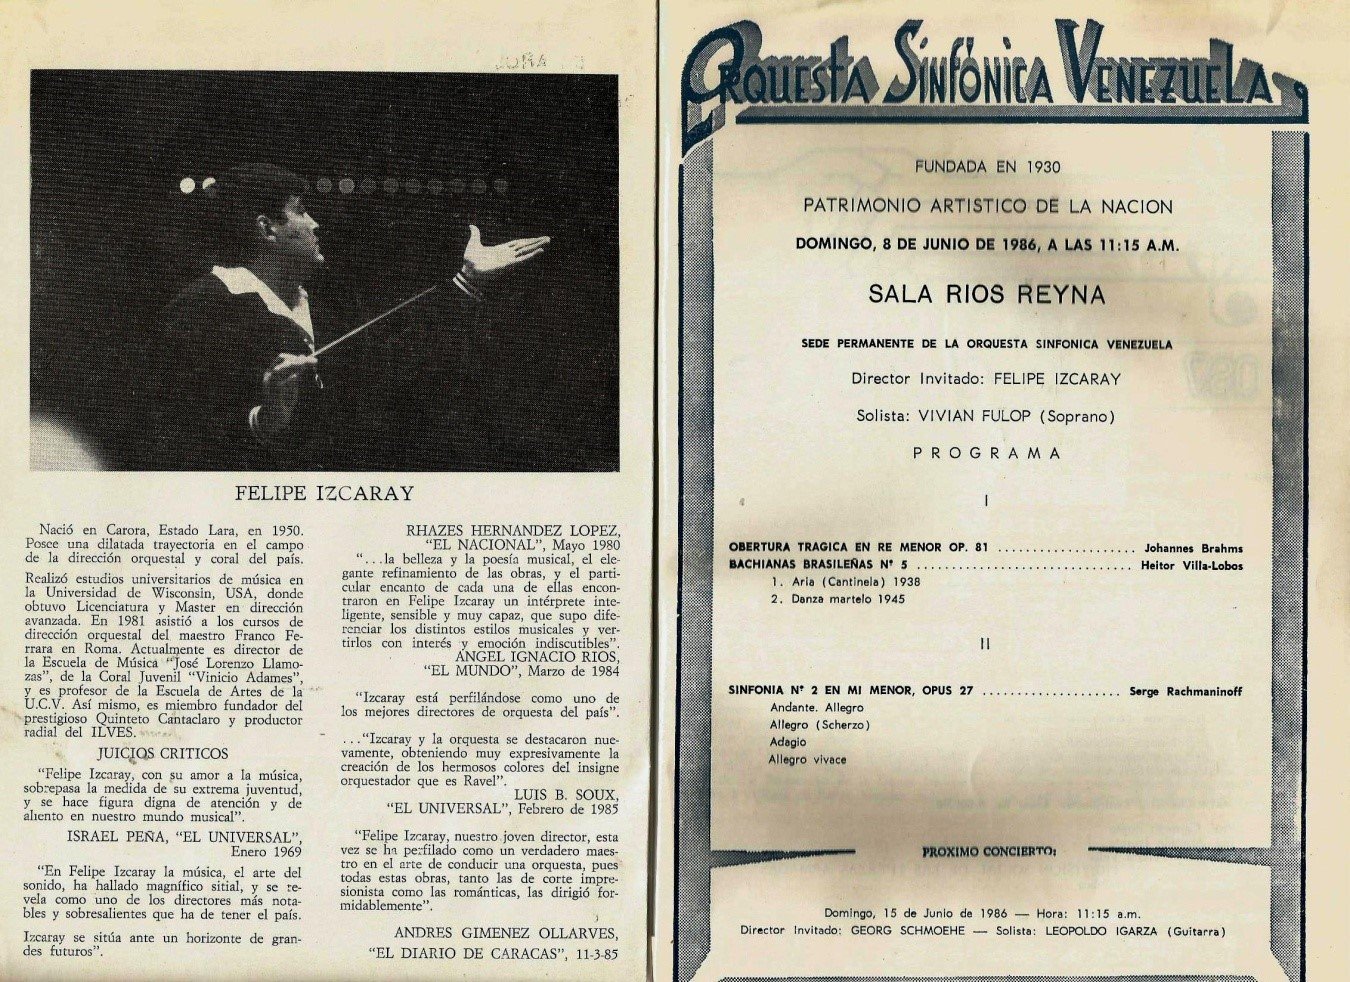 FELIPE IZCARAY
Nació en Carora, Estado Lara, en 1950.
Posee una dilatada trayectoria en el campo
de la dirección orquestal y coral del país.
Realizó estudios universitarios de música en
la Universidad de Wisconsin, USA, donde
obtuvo Licenciatura y Master en dirección
avanzada. En 1981 asistió a los cursos de
dirección orquestal del maestro Franco Fe-
rrara en Roma. Actualmente es director de
la Escuela de Música "José Lorenzo Llamo-
zas", de la Coral Juvenil "Vinicio Adames",
y es profesor de la Escuela de Artes de la
U.C.V. Así mismo, es miembro fundador del
prestigioso Quinteto Cantaclaro y productor
radial del ILVES.
JUICIOS CRITICOS
"Felipe Izcaray, con su amor a la música,
sobrepasa la medida de su extrema juventud,
y se hace figura digna de atención y de
aliento en nuestro mundo musical".
ISRAEL PEÑA, "EL UNIVERSAL",
Enero 1969
"En Felipe Izcaray la música, el arte del
sonido, ha hallado magnífico sitial, y se re-
vela como uno de los directores más nota-
bles y sobresalientes que ha de tener el país.
Izcaray se sitúa ante un horizonte de gran-
des futuros".
RHAZES HERNANDEZ LOPEZ,
"EL NACIONAL", Mayo 1980
"...la belleza y la poesía musical, el ele-
gante refinamiento de las obras, y el parti-
cular encanto de cada una de ellas encon-
traron en Felipe Izcaray un intérprete inte-
ligente, sensible y muy capaz, que supo dife-
renciar los distintos estilos musicales y ver-
tirlos con interés y emoción indiscutibles".
ANGEL IGNACIO RIOS,
"EL MUNDO", Marzo de 1984
"Izcaray está perfilándose como uno de
los mejores directores de orquesta del país".
..."Izcaray y la orquesta se destacaron nue-
vamente, obteniendo muy expresivamente la
creación de los hermosos colores del insigne
orquestador que es Ravel".
LUIS B. SOUX,
"EL UNIVERSAL", Febrero de 1985
"Felipe Izcaray, nuestro joven director, esta
vez se ha perfilado como un verdadero maes-
tro en el arte de conducir una orquesta, pues
todas estas obras, tanto las de corte impre-
sionista como las románticas, las dirigió for-
midablemente".
ANDRES GIMENEZ OLLARVES,
"EL DIARIO DE CARACAS", 11-3-85
ORQUESTA SINFÓNICA VENEZUELA
FUNDADA EN 1930
PATRIMONIO ARTISTICO DE LA NACION
DOMINGO, 8 DE JUNIO DE 1986, A LAS 11:15 A.M.
SALA RIOS REYNA
SEDE PERMANENTE DE LA ORQUESTA SINFONICA VENEZUELA
Director Invitado: FELIPE IZCARAY
Solista: VIVIAN FULOP (Soprano)
PROGRAMA
I
OBERTURA TRAGICA EN RE MENOR OP. 81 .................... Johannes Brahms
BACHIANAS BRASILEÑAS Nº 5 ............................... Heitor Villa-Lobos
1. Aria (Cantinela) 1938
2. Danza martelo 1945
II
SINFONIA Nº 2 EN MI MENOR, OPUS 27 .................... Serge Rachmaninoff
Andante. Allegro
Allegro (Scherzo)
Adagio
Allegro vivace
PROXIMO CONCIERTO:
Domingo, 15 de Junio de 1986 — Hora: 11:15 a.m.
Director Invitado: GEORG SCHMOEHE — Solista: LEOPOLDO IGARZA (Guitarra)